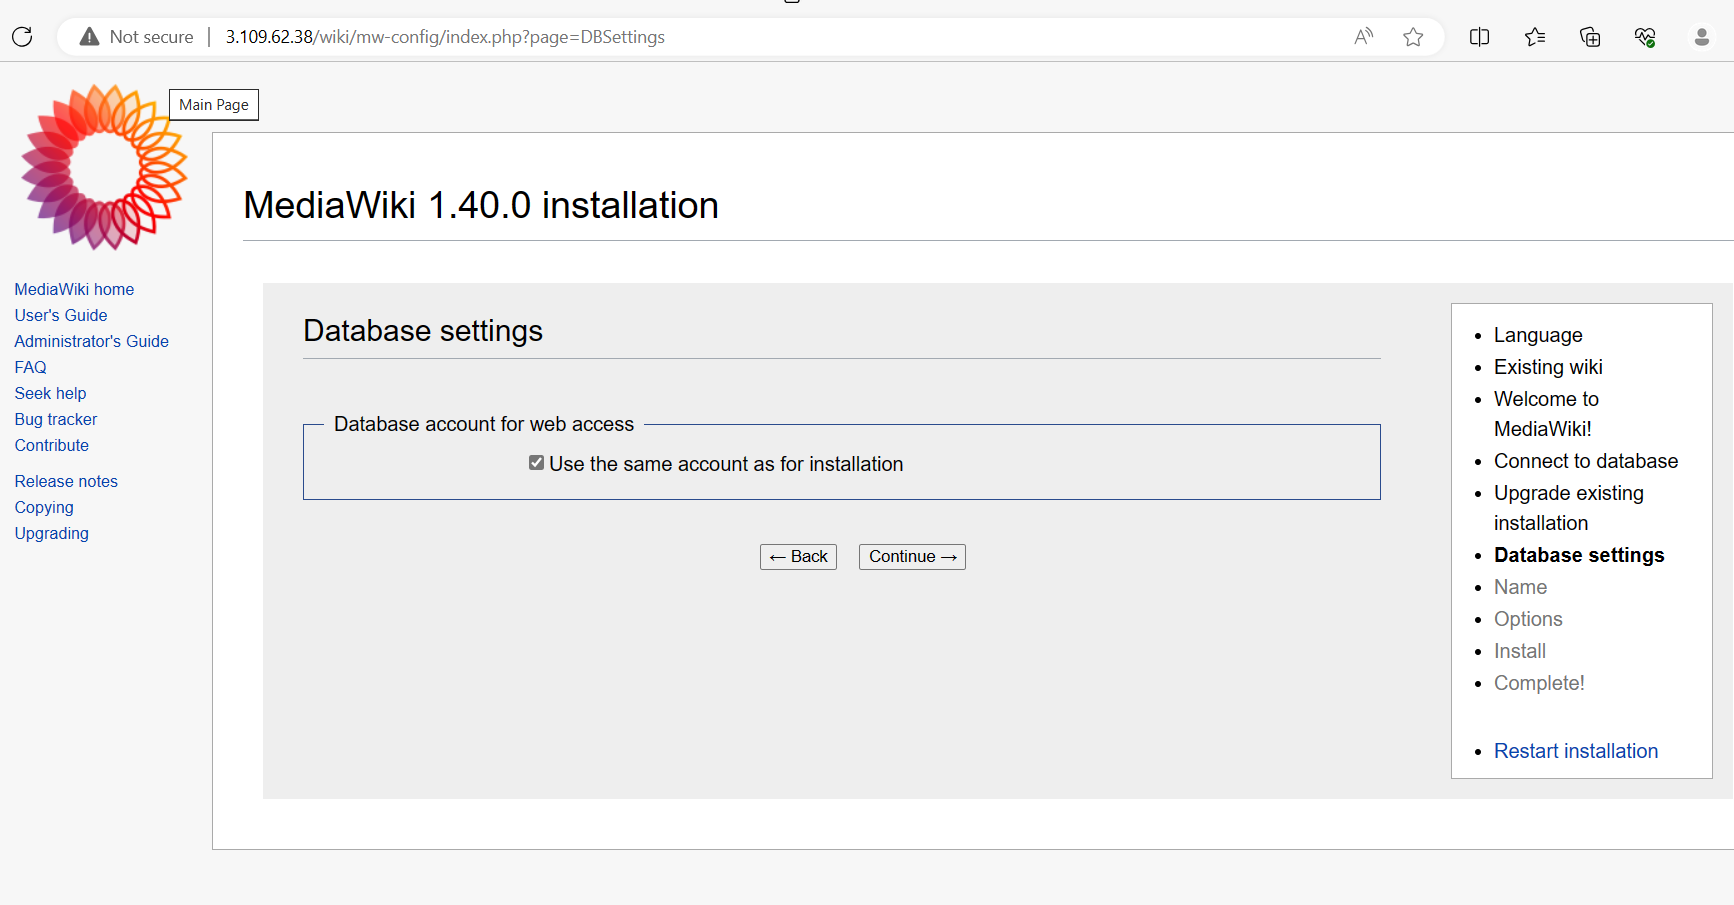 Not secure
3.109.62.38/wiki/mw-config/index.php?page=DBSettings
A
Main Page
MediaWiki home
User's Guide
Administrator's Guide
FAQ
Seek help
Bug tracker
Contribute
Release notes
Copying
Upgrading
MediaWiki 1.40.0 installation
Database settings
Database account for web access
Use the same account as for installation
← Back
Continue →
Language
Existing wiki
Welcome to
MediaWiki!
Connect to database
Upgrade existing
installation
Database settings
Name
Options
Install
Complete!
Restart installation